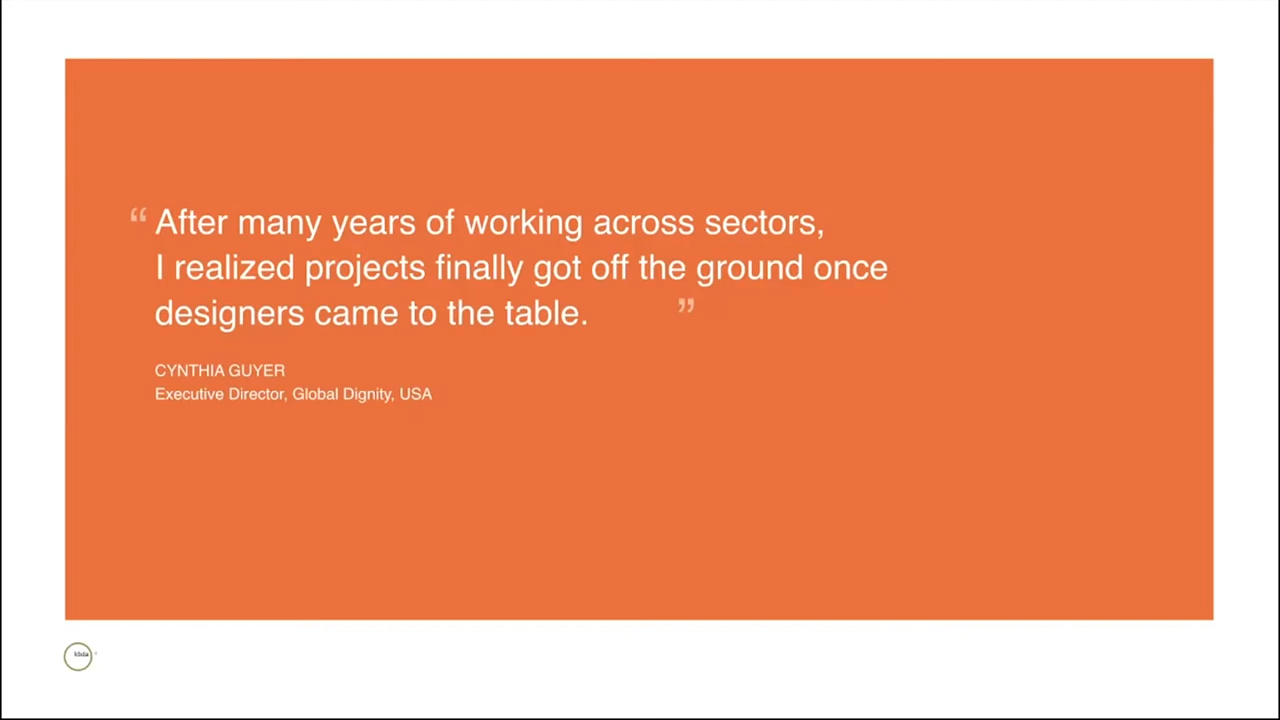 “ After many years of working across sectors,
I realized projects finally got off the ground once
designers came to the table. ”
CYNTHIA GUYER
Executive Director, Global Dignity, USA
kbda